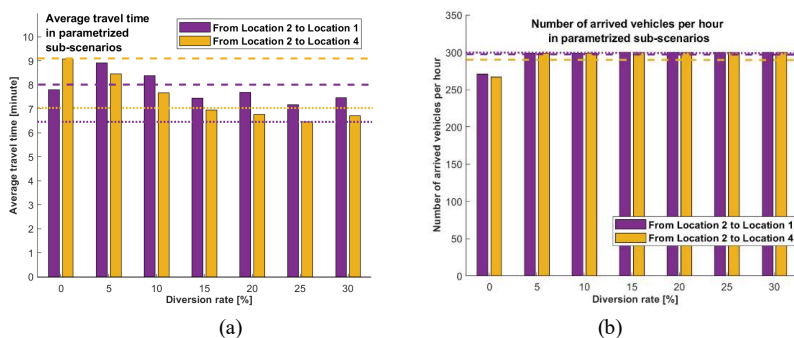 Average travel time
in parametrized
sub-scenarios
From Location 2 to Location 1
From Location 2 to Location 4
Average travel time [minute]
10
9
8
7
6
5
4
3
2
1
0
0 5 10 15 20 25 30
Diversion rate [%]
(a)
Number of arrived vehicles per hour
in parametrized sub-scenarios
Number of arrived vehicles per hour
350
300
250
200
150
100
50
0
From Location 2 to Location 1
From Location 2 to Location 4
0 5 10 15 20 25 30
Diversion rate [%]
(b)